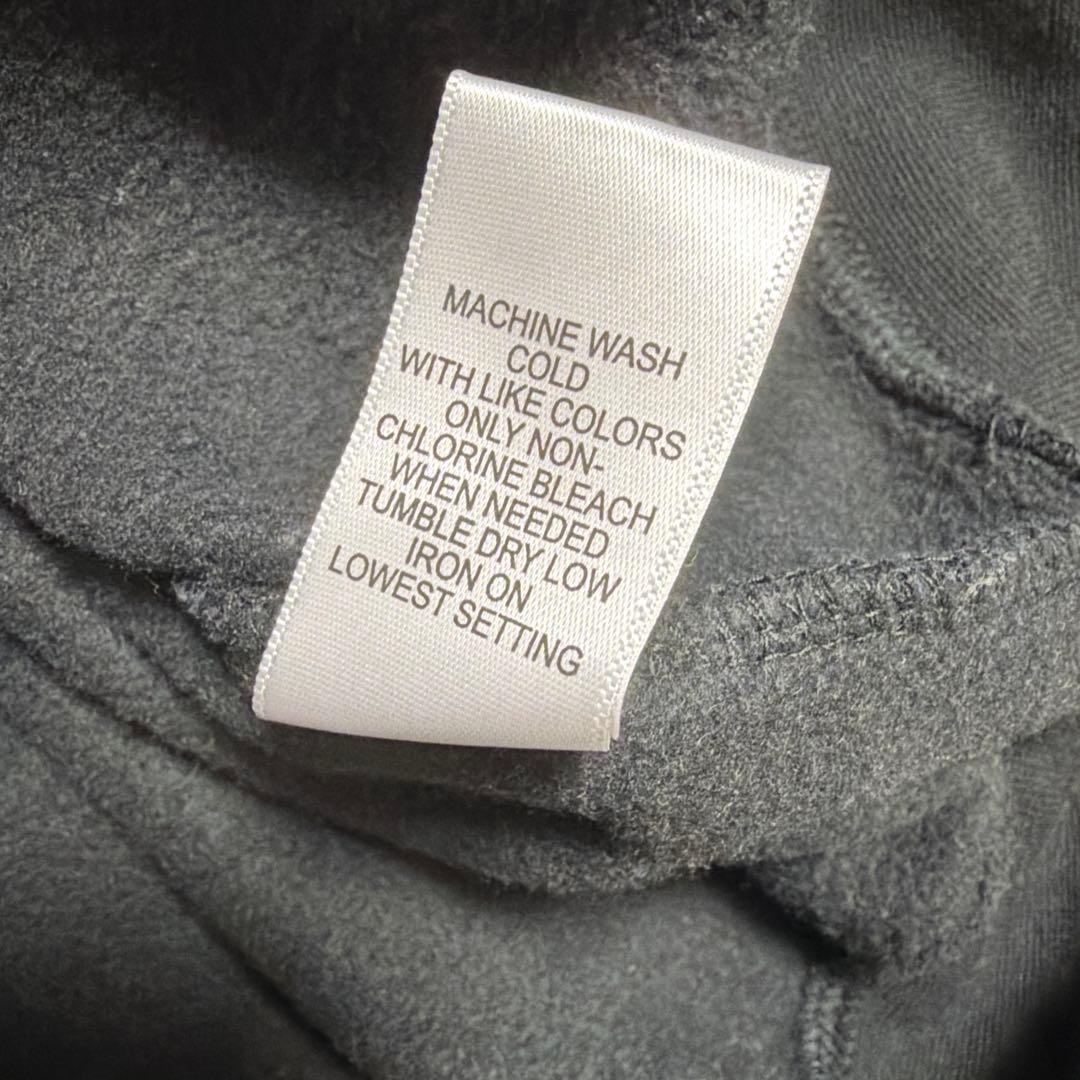 MACHINE WASH
COLD
WITH LIKE COLORS
ONLY NON-
CHLORINE BLEACH
WHEN NEEDED
TUMBLE DRY LOW
IRON ON
LOWEST SETTING